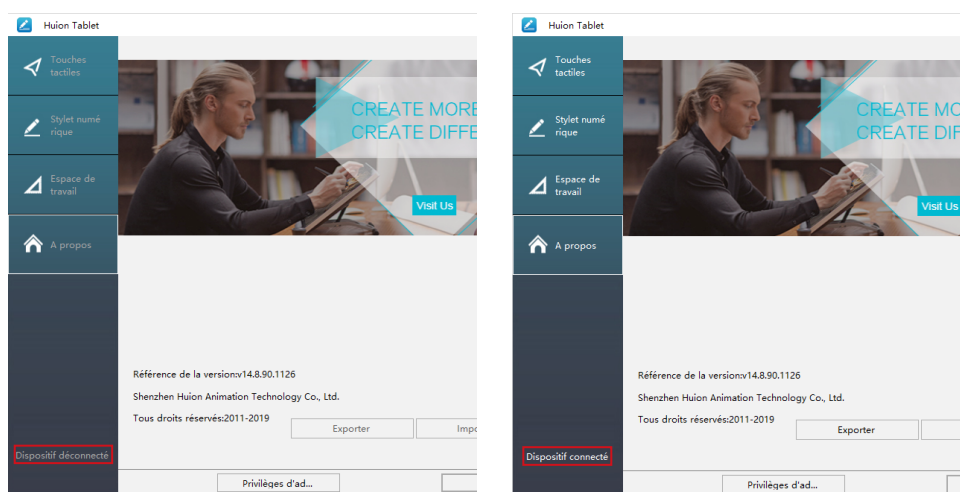 Huion Tablet
Touches
tactiles
Stylet numé
rique
Espace de
travail
A propos
CREATE MORE
CREATE DIFFE
Visit Us
Référence de la version:v14.8.90.1126
Shenzhen Huion Animation Technology Co., Ltd.
Tous droits réservés:2011-2019
Exporter
Impo
Dispositif déconnecté
Privilèges d'ad...
Huion Tablet
Touches
tactiles
Stylet numé
rique
Espace de
travail
A propos
CREATE MO
CREATE DIF
Visit Us
Référence de la version:v14.8.90.1126
Shenzhen Huion Animation Technology Co., Ltd.
Tous droits réservés:2011-2019
Exporter
Dispositif connecté
Privilèges d'ad...